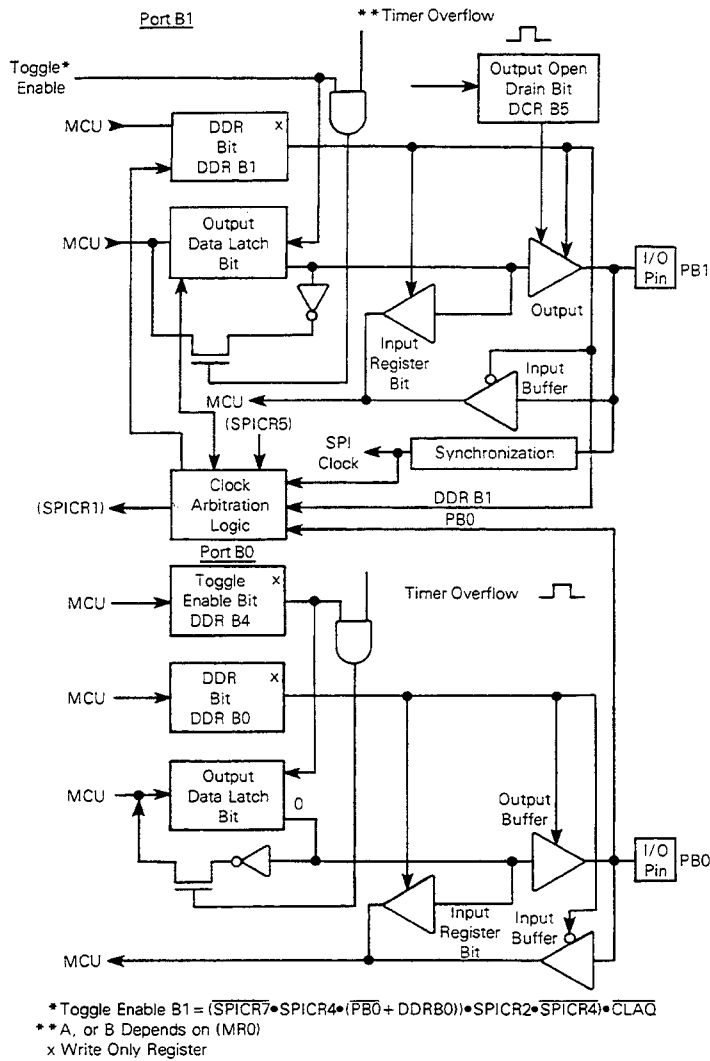 Port B1
**Timer Overflow
Toggle*
Enable
Output Open
Drain Bit
DCR B5
MCU
DDR
Bit
DDR B1
x
MCU
Output
Data Latch
Bit
I/O
Pin
PB1
Output
Input
Register
Bit
Input
Buffer
MCU
(SPICR5)
SPI
Clock
Synchronization
Clock
Arbitration
Logic
(SPICR1)
DDR B1
PB0
Port B0
MCU
Toggle
Enable Bit
DDR B4
x
Timer Overflow
MCU
DDR
Bit
DDR B0
x
MCU
Output
Data Latch
Bit
0
Output
Buffer
I/O
Pin
PB0
Input
Register
Bit
Input
Buffer
MCU
*Toggle Enable B1 = (SPICR7•SPICR4•(PB0+DDRB0))•SPICR2•SPICR4)•CLAQ
**A, or B Depends on (MR0)
x Write Only Register